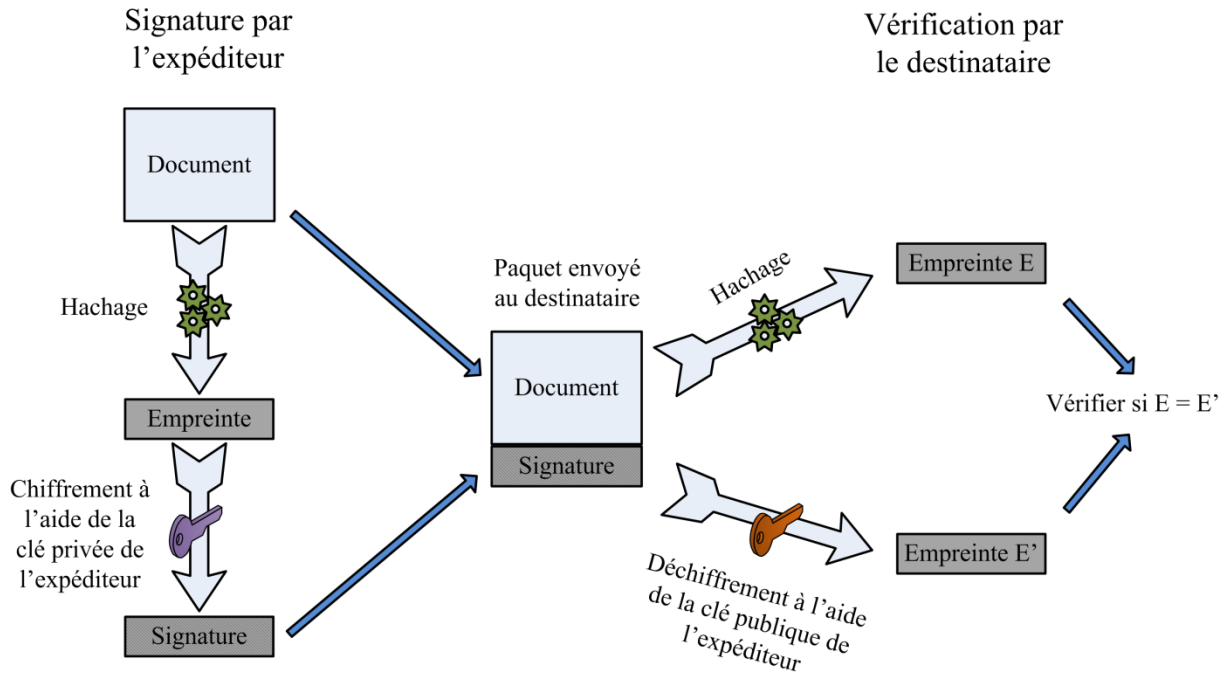 Signature par
l’expéditeur
Vérification par
le destinataire
Document
Hachage
Empreinte
Chiffrement à
l’aide de la
clé privée de
l’expéditeur
Signature
Paquet envoyé
au destinataire
Document
Signature
Hachage
Empreinte E
Déchiffrement à l’aide
de la clé publique de
l’expéditeur
Empreinte E’
Vérifier si E = E’